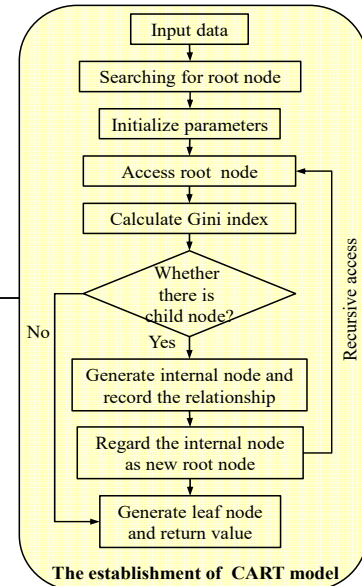 Input data
Searching for root node
Initialize parameters
Access root node
Calculate Gini index
Whether
there is
child node?
No
Yes
Recursive access
Generate internal node and
record the relationship
Regard the internal node
as new root node
Generate leaf node
and return value
The establishment of CART model